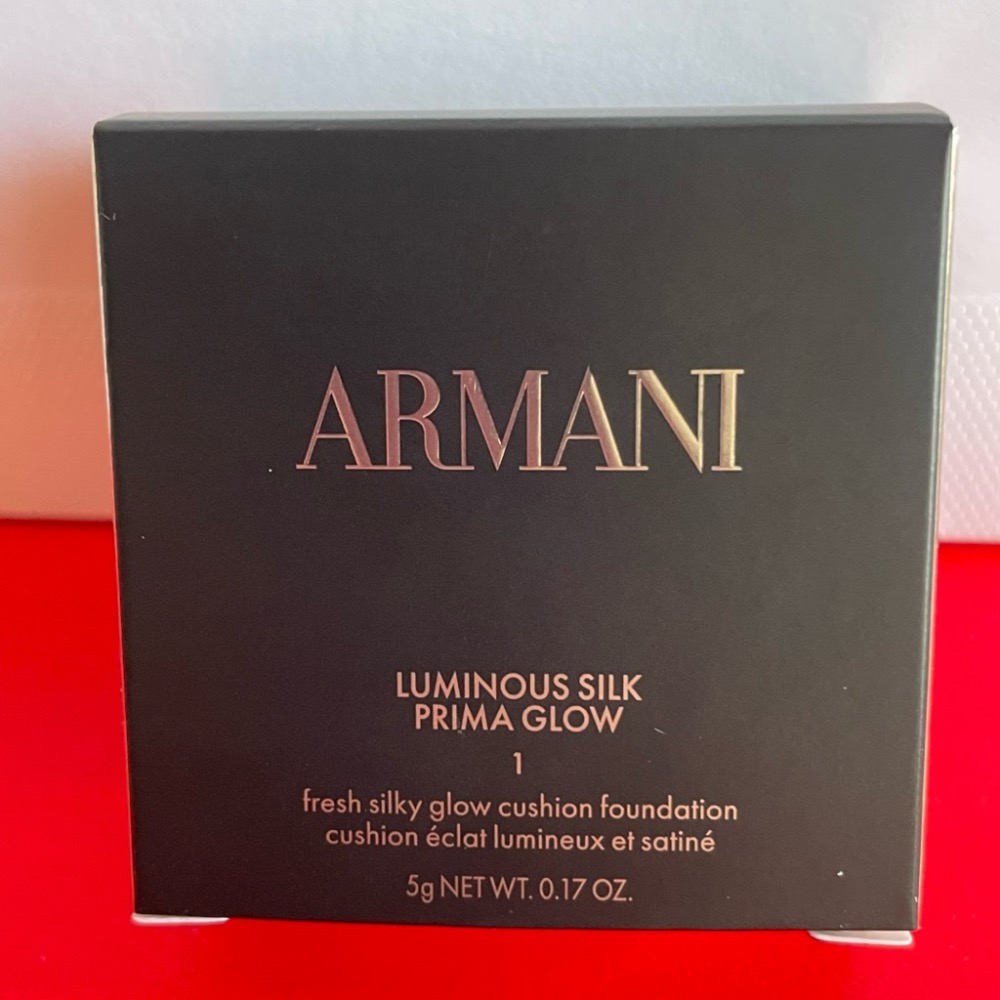 ARMANI
LUMINOUS SILK
PRIMA GLOW
1
fresh silky glow cushion foundation
cushion éclat lumineux et satiné
5g NET WT. 0.17 OZ.